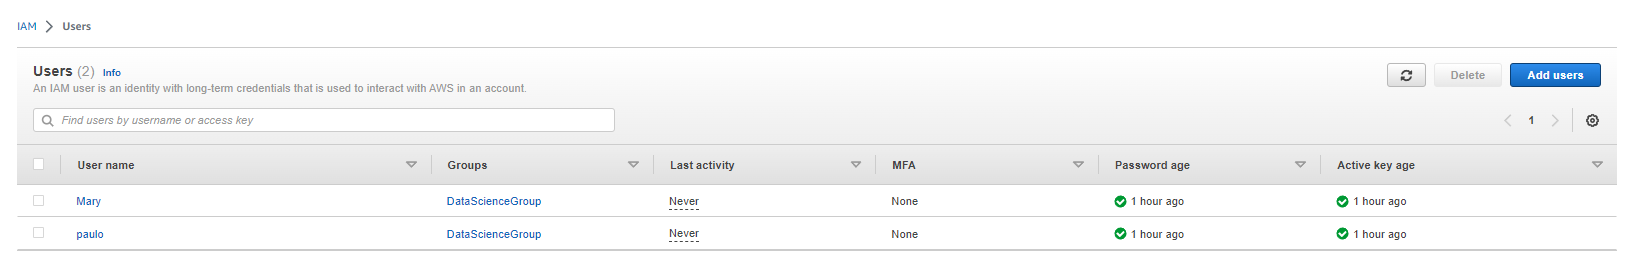 IAM > Users
Users (2) Info
An IAM user is an identity with long-term credentials that is used to interact with AWS in an account.
Delete
Add users
Find users by username or access key
1
User name Groups Last activity MFA Password age Active key age
Mary DataScienceGroup Never None 1 hour ago 1 hour ago
paulo DataScienceGroup Never None 1 hour ago 1 hour ago